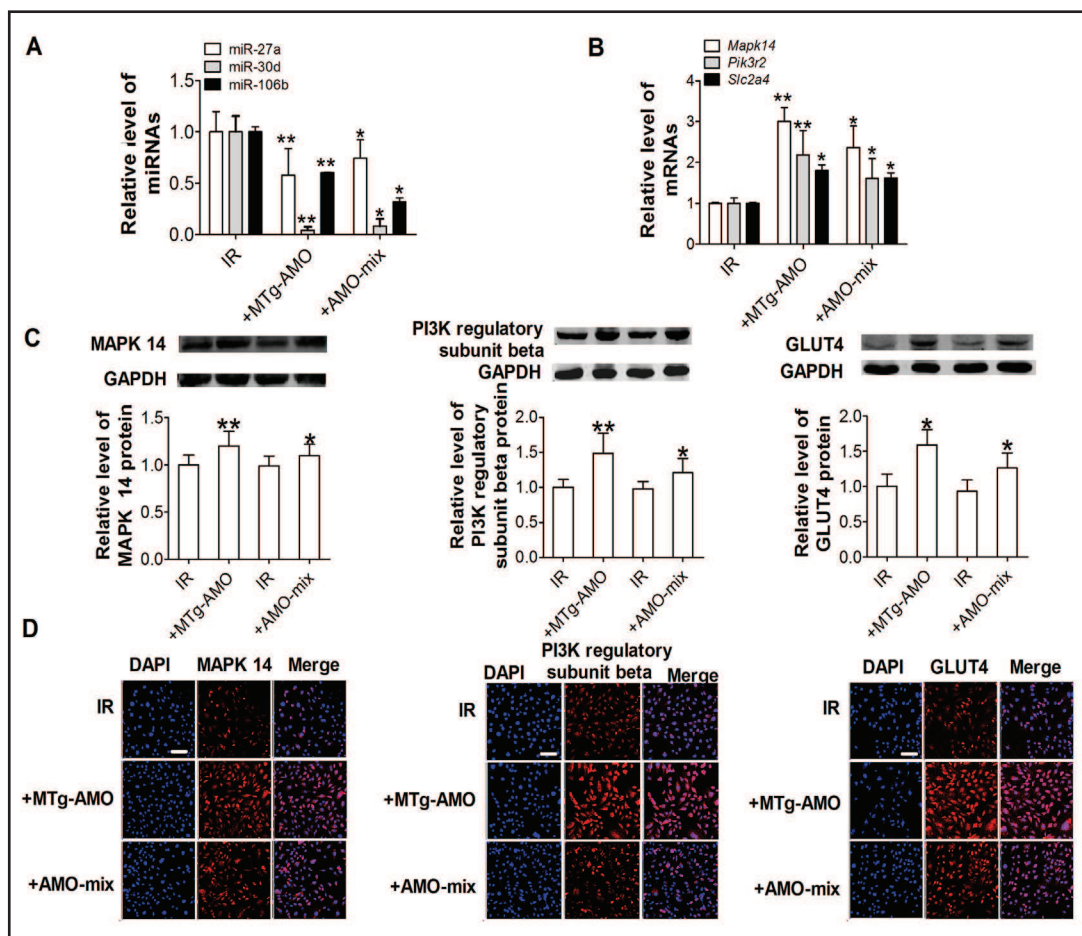 A
miR-27a
miR-30d
miR-106b
Relative level of
miRNAs
1.5
1.0
0.5
0.0
** ** ** * * *
IR
+MTg-AMO
+AMO-mix
B
Mapk14
Pik3r2
Slc2a4
Relative level of
mRNAs
4
3
2
1
0
** ** * * * *
IR
+MTg-AMO
+AMO-mix
C
MAPK 14
GAPDH
Relative level of
MAPK 14 protein
1.5
1.0
0.5
0.0
** *
IR
+MTg-AMO
IR
+AMO-mix
PI3K regulatory
subunit beta
GAPDH
Relative level of
PI3K regulatory
subunit beta protein
2.0
1.5
1.0
0.5
0.0
** *
IR
+MTg-AMO
IR
+AMO-mix
GLUT4
GAPDH
Relative level of
GLUT4 protein
2.0
1.5
1.0
0.5
0.0
* *
IR
+MTg-AMO
IR
+AMO-mix
D
DAPI MAPK 14 Merge
IR
+MTg-AMO
+AMO-mix
PI3K regulatory
DAPI subunit beta Merge
IR
+MTg-AMO
+AMO-mix
DAPI GLUT4 Merge
IR
+MTg-AMO
+AMO-mix